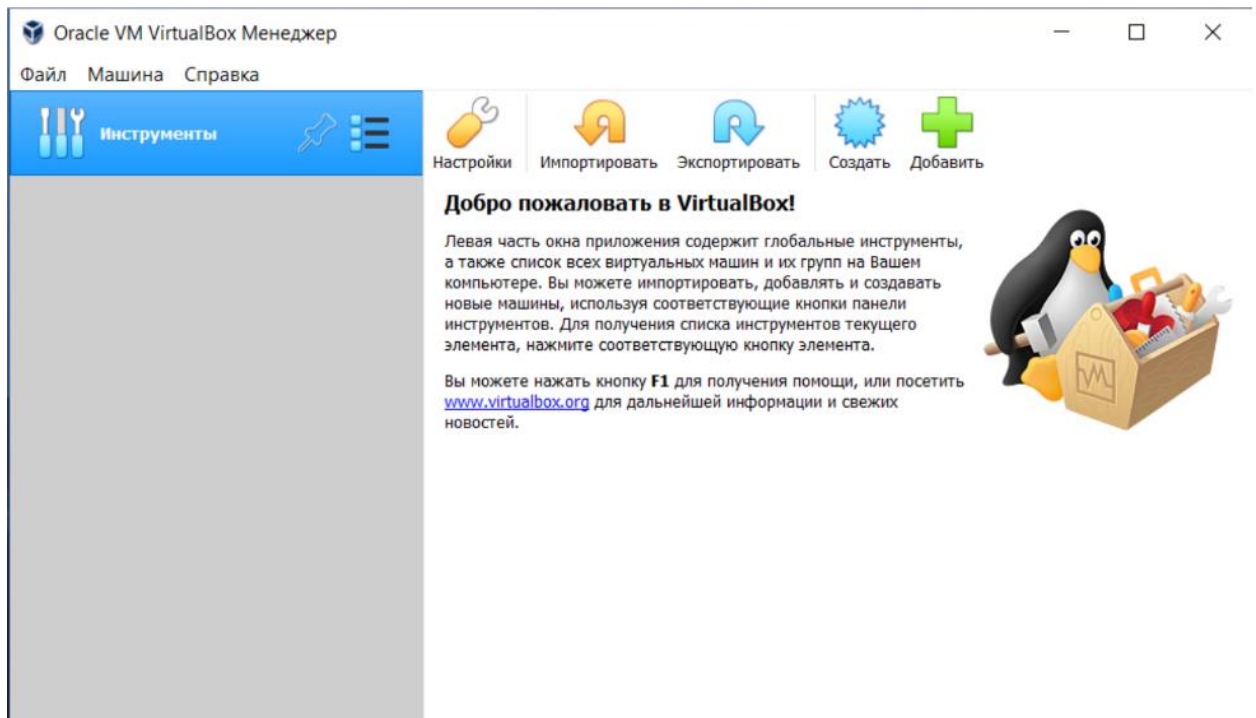 Oracle VM VirtualBox Менеджер
Файл Машина Справка
Инструменты
Настройки Импортировать Экспортировать Создать Добавить
Добро пожаловать в VirtualBox!
Левая часть окна приложения содержит глобальные инструменты,
а также список всех виртуальных машин и их групп на Вашем
компьютере. Вы можете импортировать, добавлять и создавать
новые машины, используя соответствующие кнопки панели
инструментов. Для получения списка инструментов текущего
элемента, нажмите соответствующую кнопку элемента.
Вы можете нажать кнопку F1 для получения помощи, или посетить
www.virtualbox.org для дальнейшей информации и свежих
новостей.